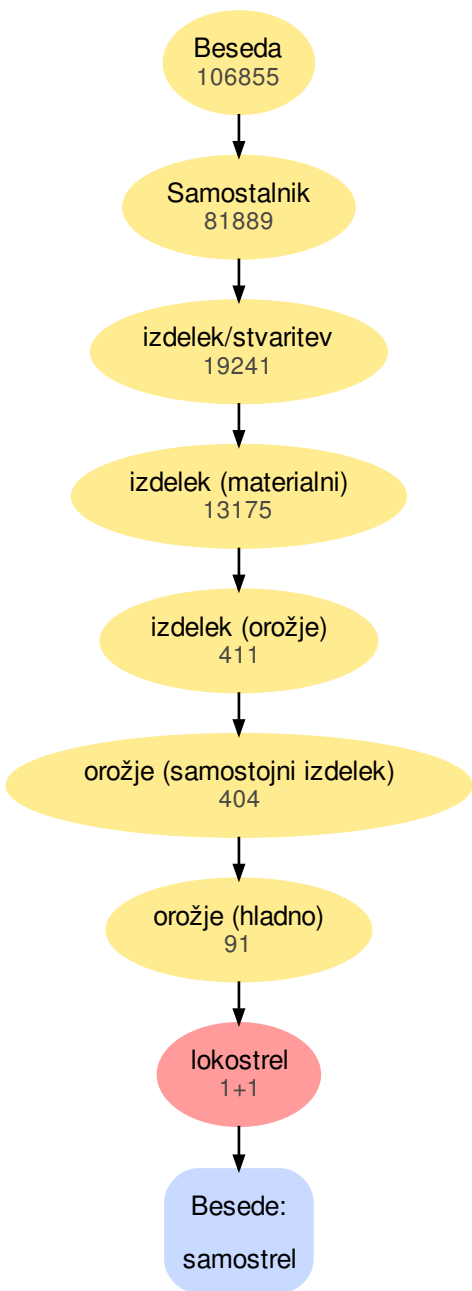 Beseda
106855
Samostalnik
81889
izdelek/stvaritev
19241
izdelek (materialni)
13175
izdelek (orožje)
411
orožje (samostojni izdelek)
404
orožje (hladno)
91
lokostrel
1+1
Besede:
samostrel